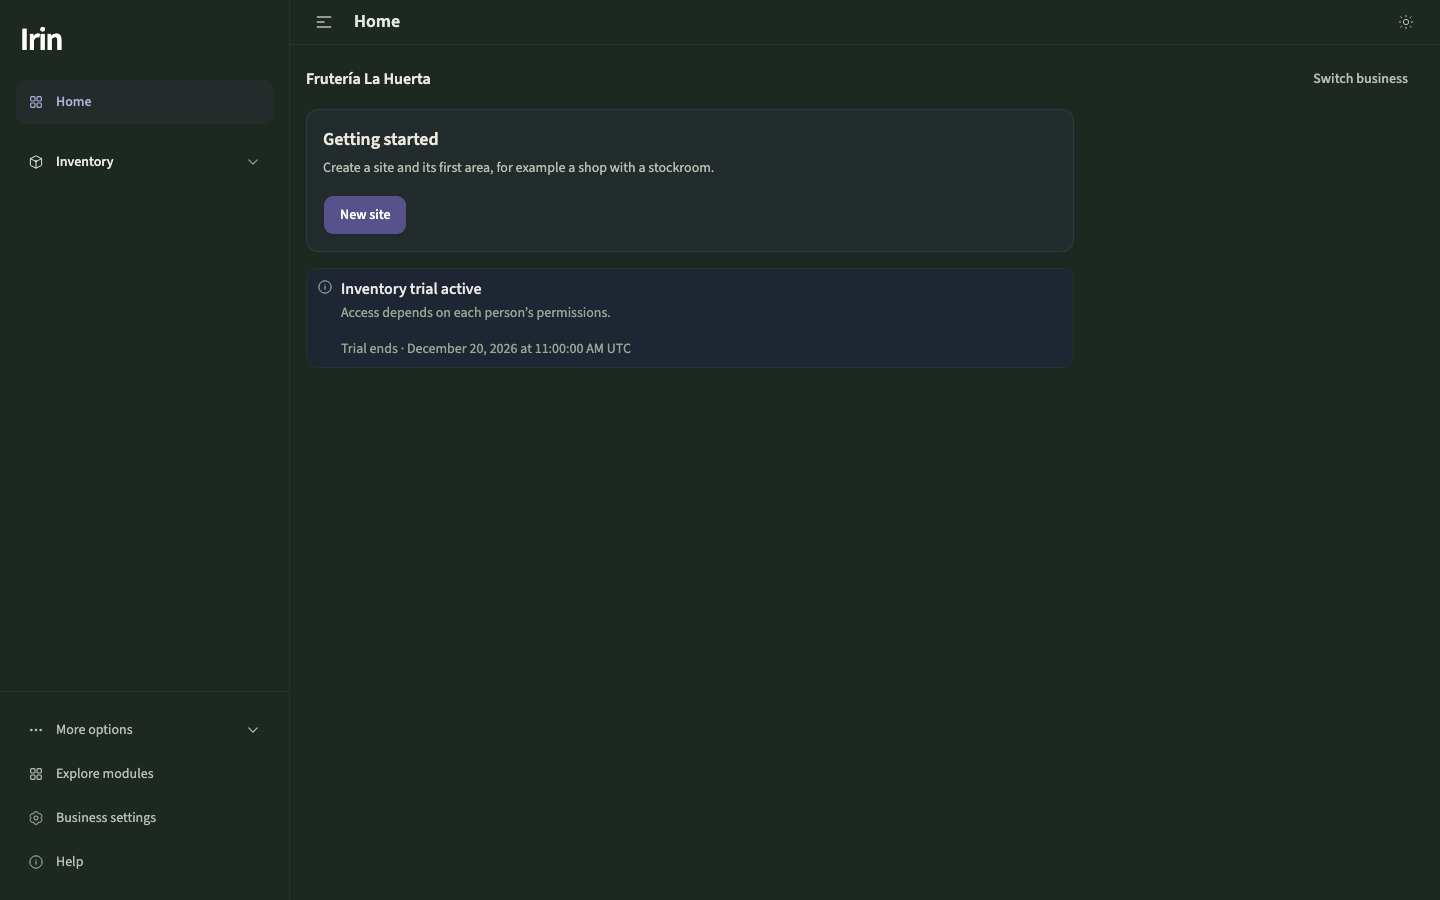 Irin
Home
Inventory
More options
Explore modules
Business settings
Help
Home
Frutería La Huerta
Switch business
Getting started
Create a site and its first area, for example a shop with a stockroom.
New site
Inventory trial active
Access depends on each person's permissions.
Trial ends · December 20, 2026 at 11:00:00 AM UTC